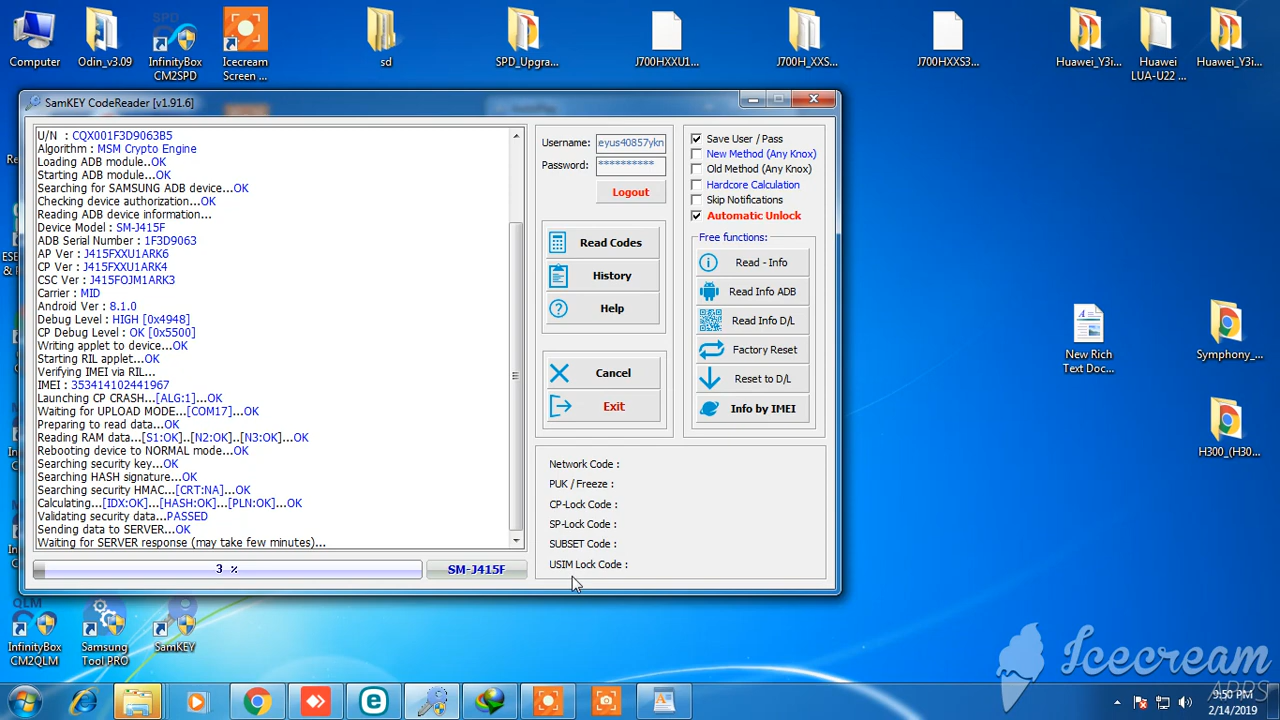 Computer
Odin_v3.09
SPD
InfinityBox
CM2SPD
Icecream
Screen ...
sd
SPD_Upgra...
J700HXXU1...
J700H_XXS...
J700HXXS3...
Huawei_Y3i...
Huawei
LUA-U22 ...
Huawei_Y3i...
SamKEY CodeReader [v1.91.6]
U/N : CQX001F3D9063B5
Algorithm : MSM Crypto Engine
Loading ADB module..OK
Starting ADB module...OK
Searching for SAMSUNG ADB device...OK
Checking device authorization...OK
Reading ADB device information...
Device Model : SM-J415F
ADB Serial Number : 1F3D9063
AP Ver : J415FXXU1ARK6
CP Ver : J415FXXU1ARK4
CSC Ver : J415FOJM1ARK3
Carrier : MID
Android Ver : 8.1.0
Debug Level : HIGH [0x4948]
CP Debug Level : OK [0x5500]
Writing applet to device...OK
Starting RIL applet...OK
Verifying IMEI via RIL...
IMEI : 353414102441967
Launching CP CRASH...[ALG:1]...OK
Waiting for UPLOAD MODE...[COM17]...OK
Preparing to read data...OK
Reading RAM data...[S1:OK]..[N2:OK]..[N3:OK]...OK
Rebooting device to NORMAL mode...OK
Searching security key...OK
Searching HASH signature...OK
Searching security HMAC...[CRT:NA]...OK
Calculating...[IDX:OK]...[HASH:OK]...[PLN:OK]...OK
Validating security data...PASSED
Sending data to SERVER...OK
Waiting for SERVER response (may take few minutes)...
3 %
SM-J415F
Username: eyus40857ykn
Password: **********
Logout
Read Codes
History
Help
Cancel
Exit
Save User / Pass
New Method (Any Knox)
Old Method (Any Knox)
Hardcore Calculation
Skip Notifications
Automatic Unlock
Free functions:
Read - Info
Read Info ADB
Read Info D/L
Factory Reset
Reset to D/L
Info by IMEI
Network Code :
PUK / Freeze :
CP-Lock Code :
SP-Lock Code :
SUBSET Code :
USIM Lock Code :
New Rich
Text Doc...
Symphony_...
H300_(H30...
QLM
InfinityBox
CM2QLM
Samsung
Tool PRO
SamKEY
Icecream
APPS
9:50 PM
2/14/2019